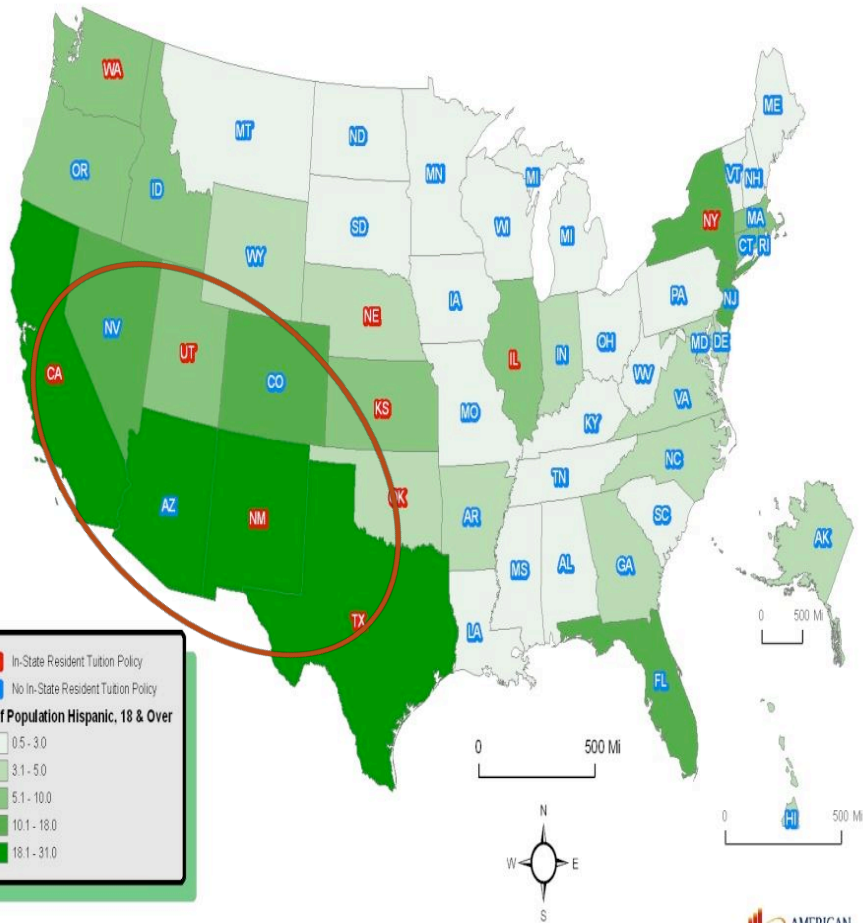 WA
MT
ND
MN
ME
OR
ID
SD
WI
MI
MI
VT
NH
NY
MA
CT
RI
WY
IA
PA
NJ
NE
NV
UT
CO
IL
IN
OH
MD
DE
WV
VA
CA
KS
MO
KY
NC
TN
AZ
NM
OK
AR
SC
MS
AL
GA
AK
TX
LA
FL
HI
0 500 Mi
0 500 Mi
0 500 Mi
N
W E
S
In-State Resident Tuition Policy
No In-State Resident Tuition Policy
of Population Hispanic, 18 & Over
0.5 - 3.0
3.1 - 5.0
5.1 - 10.0
10.1 - 18.0
18.1 - 31.0
AMERICAN